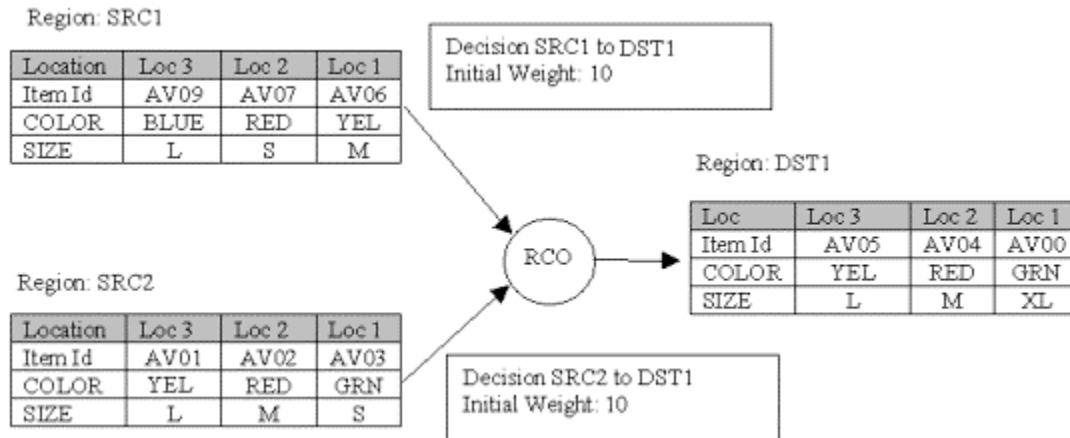 Region: SRC1
Location Loc 3 Loc 2 Loc 1
Item Id AV09 AV07 AV06
COLOR BLUE RED YEL
SIZE L S M
Decision SRC1 to DST1
Initial Weight: 10
Region: DST1
Loc Loc 3 Loc 2 Loc 1
Item Id AV05 AV04 AV00
COLOR YEL RED GRN
SIZE L M XL
RCO
Region: SRC2
Location Loc 3 Loc 2 Loc 1
Item Id AV01 AV02 AV03
COLOR YEL RED GRN
SIZE L M S
Decision SRC2 to DST1
Initial Weight: 10